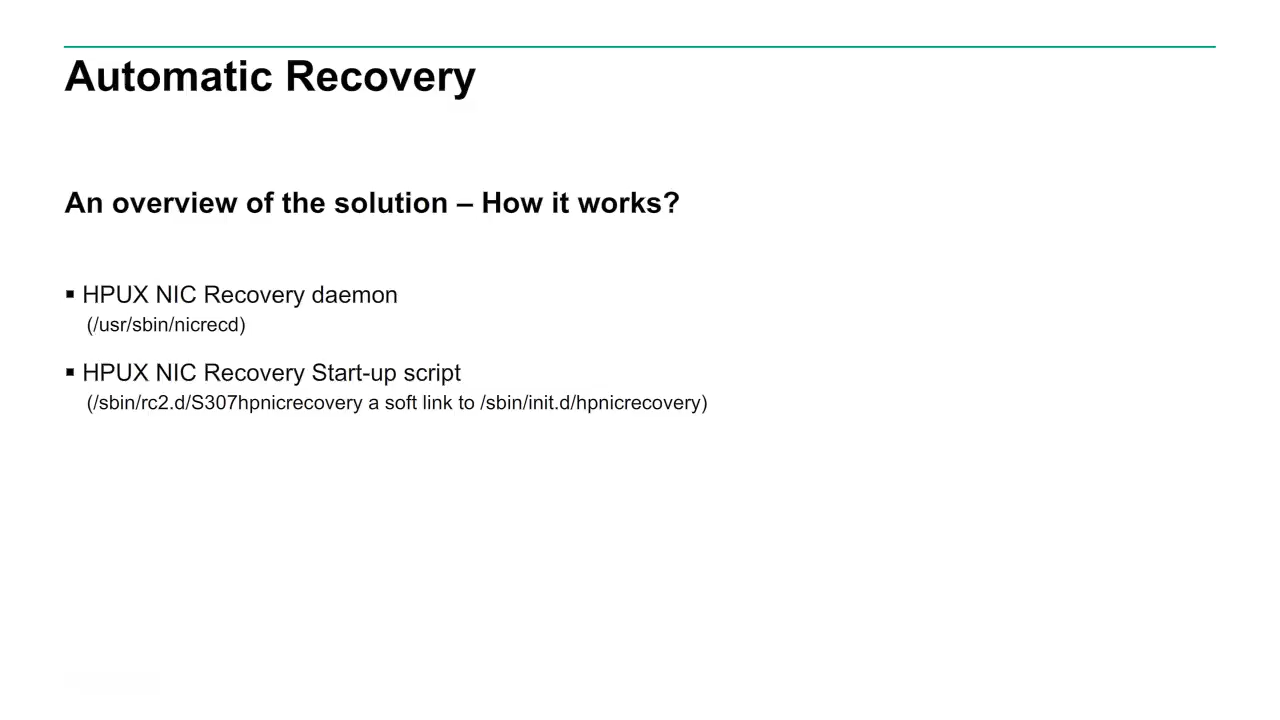 Automatic Recovery
An overview of the solution – How it works?
▪ HPUX NIC Recovery daemon
(/usr/sbin/nicrecd)
▪ HPUX NIC Recovery Start-up script
(/sbin/rc2.d/S307hpnicrecovery a soft link to /sbin/init.d/hpnicrecovery)